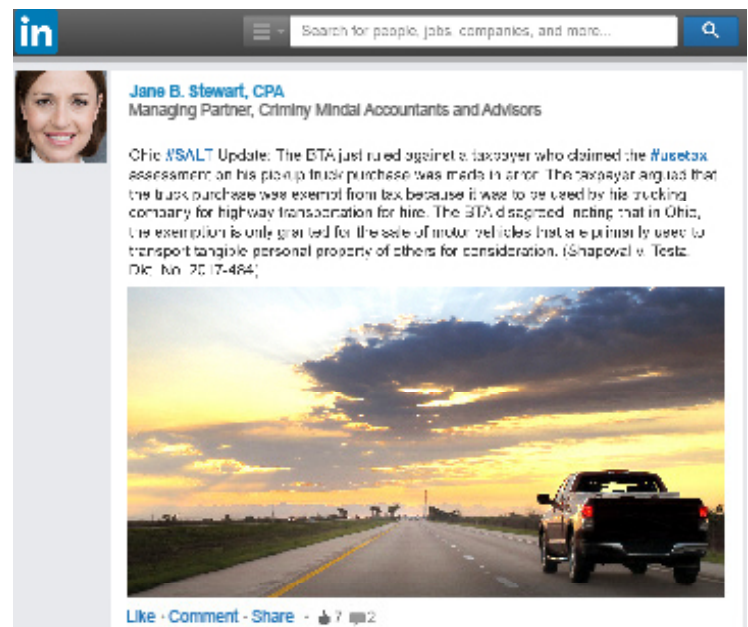 in
Search for people, jobs, companies, and more...
Jane B. Stewart, CPA
Managing Partner, Criminy Mindal Accountants and Advisors
Ohio #SALT Update: The BTA just ruled against a taxpayer who claimed the #usetax
assessment on his pickup truck purchase was made in error. The taxpayer argued that
the truck purchase was exempt from tax because it was to be used by his trucking
company for highway transportation for hire. The BTA disagreed, noting that in Ohio,
the exemption is only granted for the sale of motor vehicles that are primarily used to
transport tangible personal property of others for consideration. (Shapoval v. Testa,
Dkt. No. 2017-484)
Like · Comment · Share · 7 2